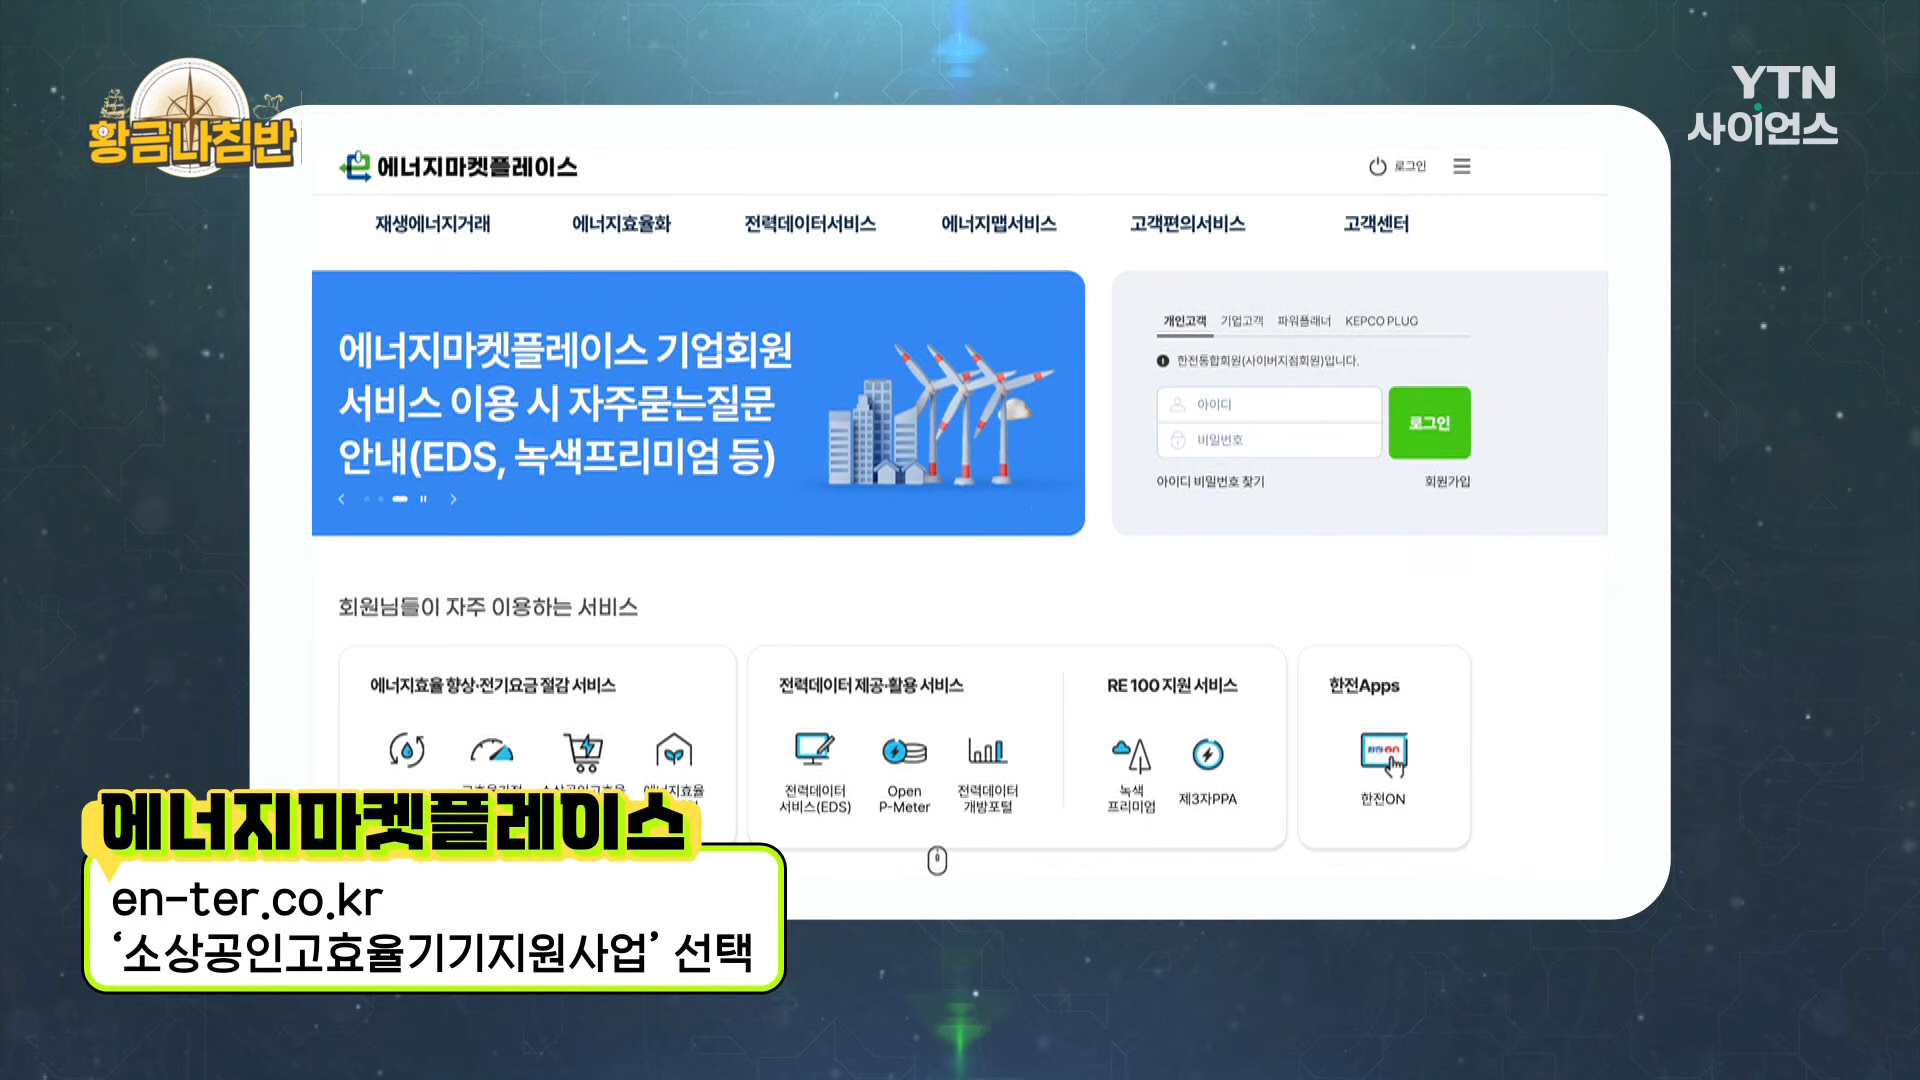 황금나침반
YTN
사이언스
에너지마켓플레이스
로그인
재생에너지거래
에너지효율화
전력데이터서비스
에너지맵서비스
고객편의서비스
고객센터
에너지마켓플레이스 기업회원
서비스 이용 시 자주묻는질문
안내(EDS, 녹색프리미엄 등)
개인고객 기업고객 파워플래너 KEPCO PLUG
한전통합회원(사이버지점회원)입니다.
아이디
비밀번호
로그인
아이디 비밀번호 찾기
회원가입
회원님들이 자주 이용하는 서비스
에너지효율 향상·전기요금 절감 서비스
전력데이터 제공·활용 서비스
전력데이터
서비스(EDS)
Open
P-Meter
전력데이터
개방포털
RE 100 지원 서비스
녹색
프리미엄
제3자PPA
한전Apps
한전ON
에너지마켓플레이스
en-ter.co.kr
‘소상공인고효율기기지원사업’ 선택